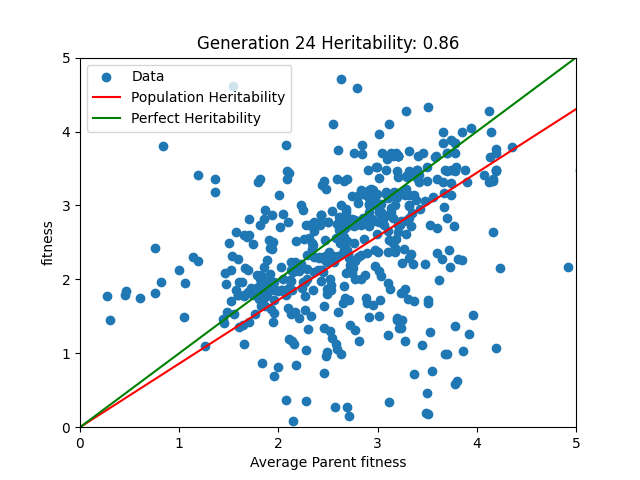 Generation 24 Heritability: 0.86
Data
Population Heritability
Perfect Heritability
5
4
3
2
1
0
fitness
0 1 2 3 4 5
Average Parent fitness